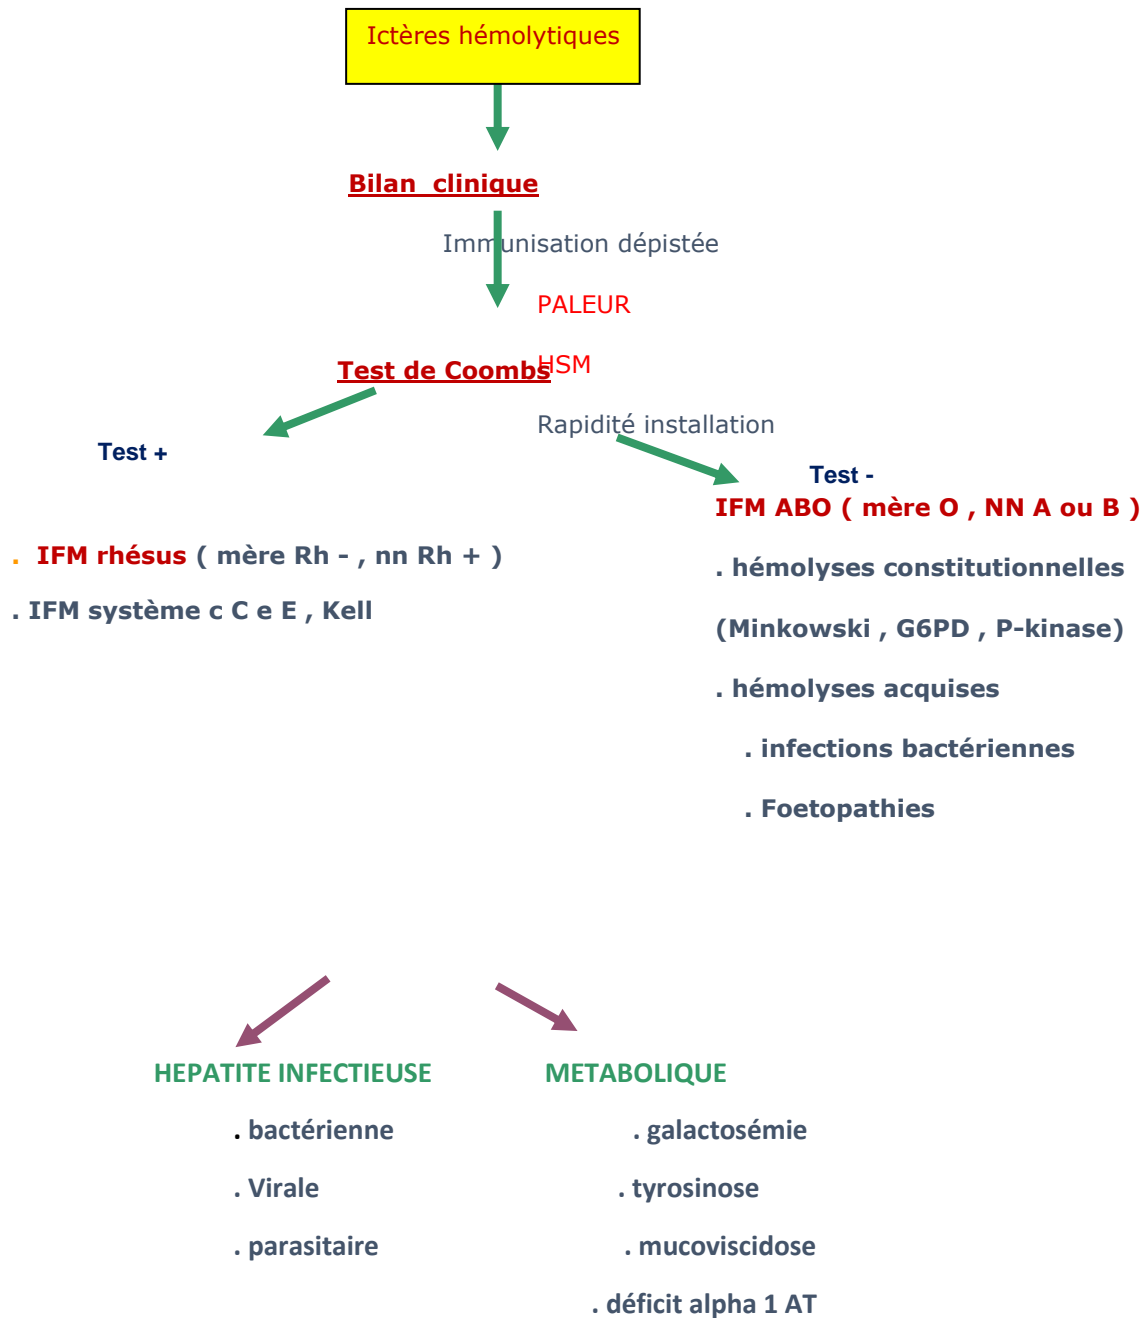 Ictères hémolytiques
Bilan clinique
Immunisation dépistée
PALEUR
HSM
Test de Coombs
Rapidité installation
Test +
. IFM rhésus ( mère Rh - , nn Rh + )
. IFM système c C e E , Kell
Test -
IFM ABO ( mère O , NN A ou B )
. hémolyses constitutionnelles
(Minkowski , G6PD , P-kinase)
. hémolyses acquises
. infections bactériennes
. Foetopathies
HEPATITE INFECTIEUSE
. bactérienne
. Virale
. parasitaire
METABOLIQUE
. galactosémie
. tyrosinose
. mucoviscidose
. déficit alpha 1 AT